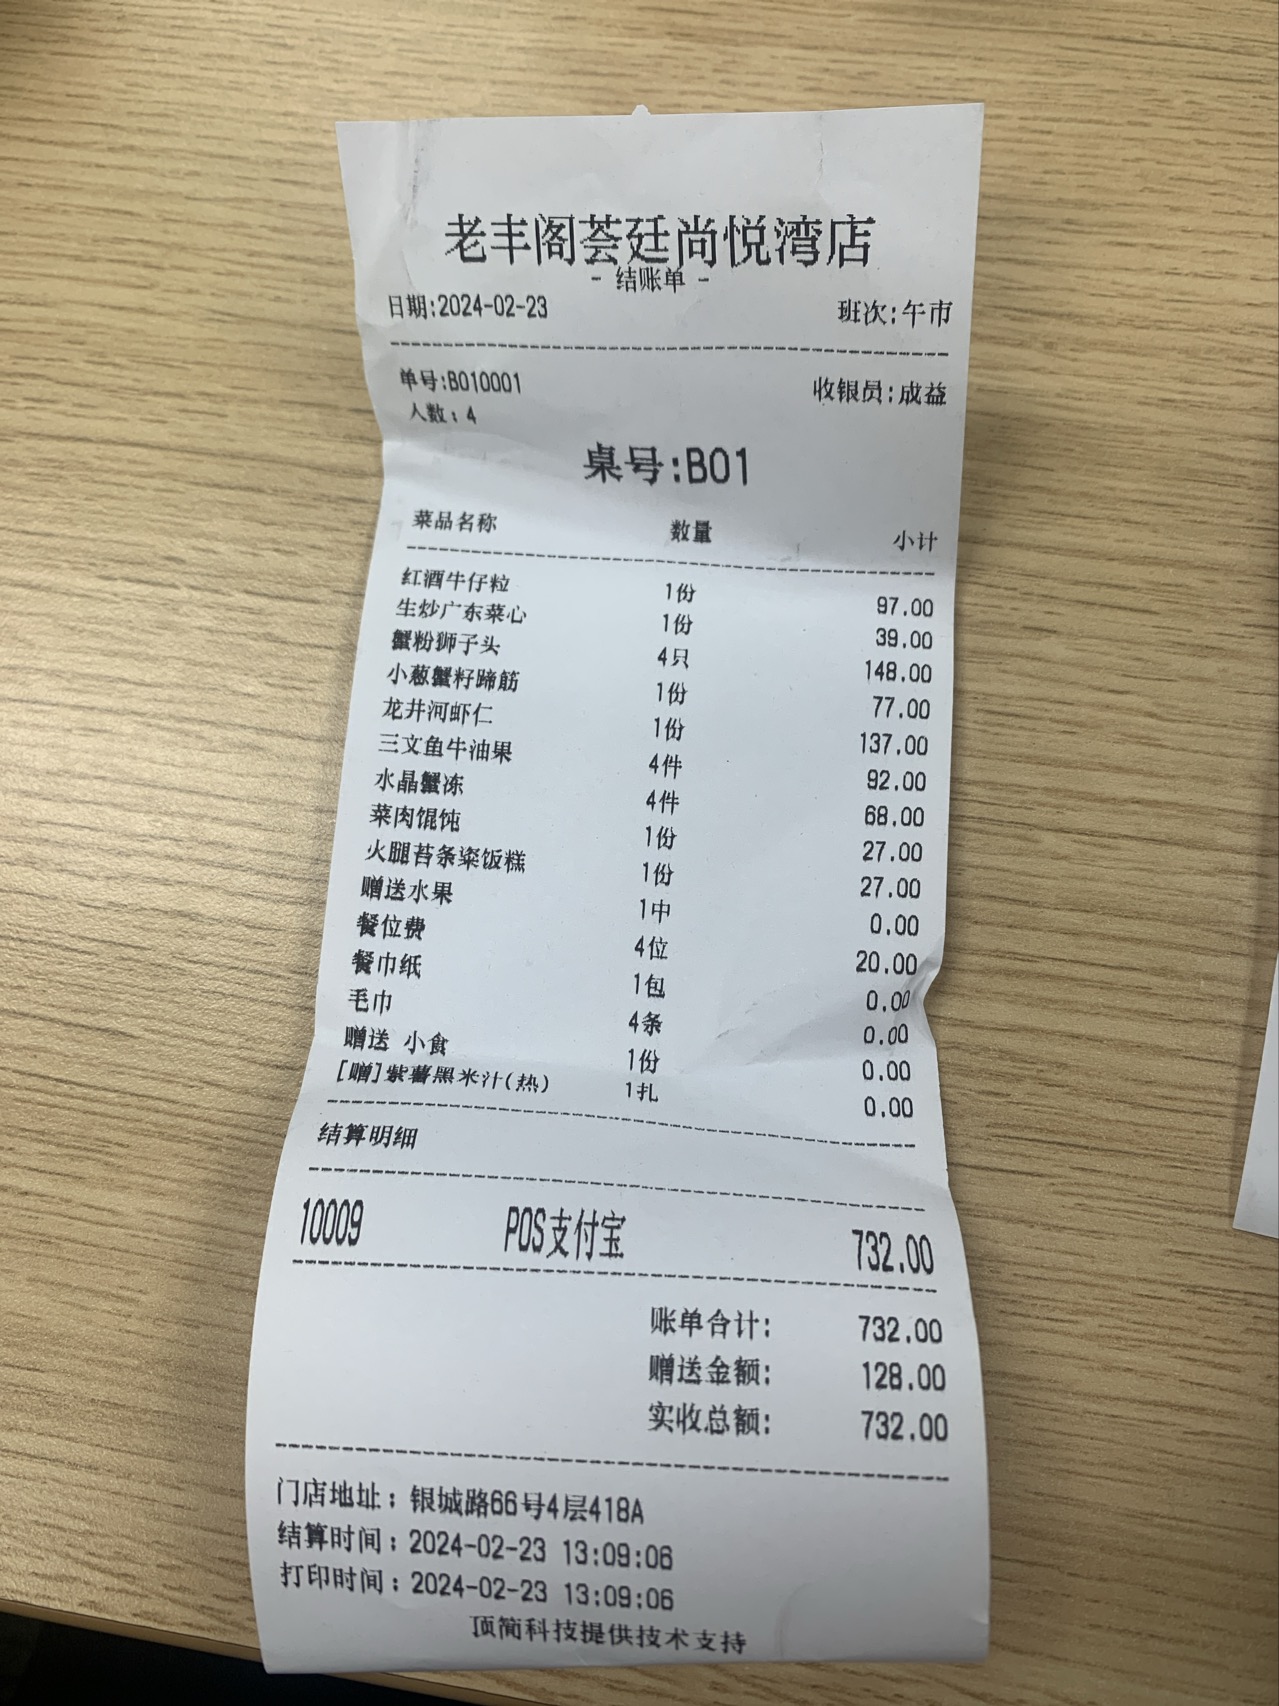 老丰阁荟廷尚悦湾店
- 结账单 -
日期:2024-02-23 班次:午市
单号:B010001 收银员:成益
人数:4
桌号:B01
菜品名称 数量 小计
红酒牛仔粒 1份 97.00
生炒广东菜心 1份 39.00
蟹粉狮子头 4只 148.00
小葱蟹籽蹄筋 1份 77.00
龙井河虾仁 1份 137.00
三文鱼牛油果 4件 92.00
水晶蟹冻 4件 68.00
菜肉馄饨 1份 27.00
火腿苔条粢饭糕 1份 27.00
赠送水果 1中 0.00
餐位费 4位 20.00
餐巾纸 1包 0.00
毛巾 4条 0.00
赠送 小食 1份 0.00
[赠]紫薯黑米汁(热) 1扎 0.00
结算明细
10009 POS支付宝 732.00
账单合计: 732.00
赠送金额: 128.00
实收总额: 732.00
门店地址:银城路66号4层418A
结算时间:2024-02-23 13:09:06
打印时间:2024-02-23 13:09:06
顶简科技提供技术支持